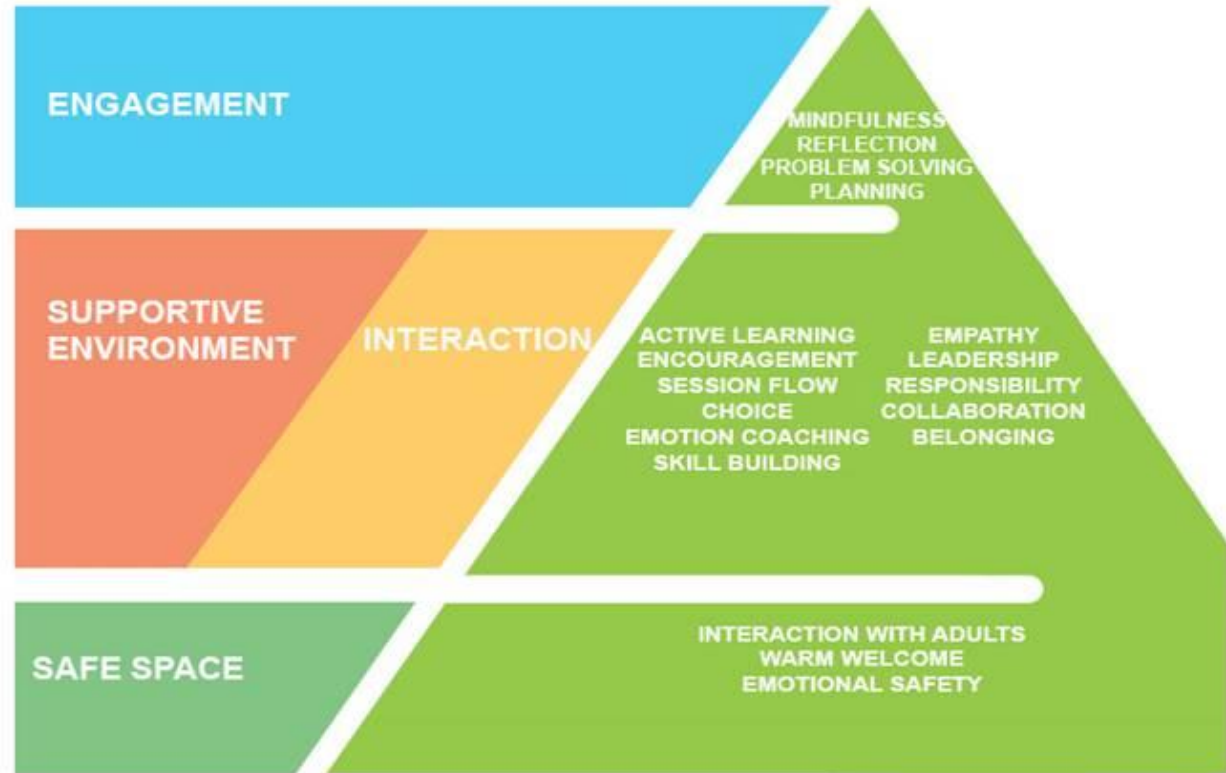 ENGAGEMENT
MINDFULNESS
REFLECTION
PROBLEM SOLVING
PLANNING
SUPPORTIVE
ENVIRONMENT
INTERACTION
ACTIVE LEARNING
ENCOURAGEMENT
SESSION FLOW
CHOICE
EMOTION COACHING
SKILL BUILDING
EMPATHY
LEADERSHIP
RESPONSIBILITY
COLLABORATION
BELONGING
SAFE SPACE
INTERACTION WITH ADULTS
WARM WELCOME
EMOTIONAL SAFETY